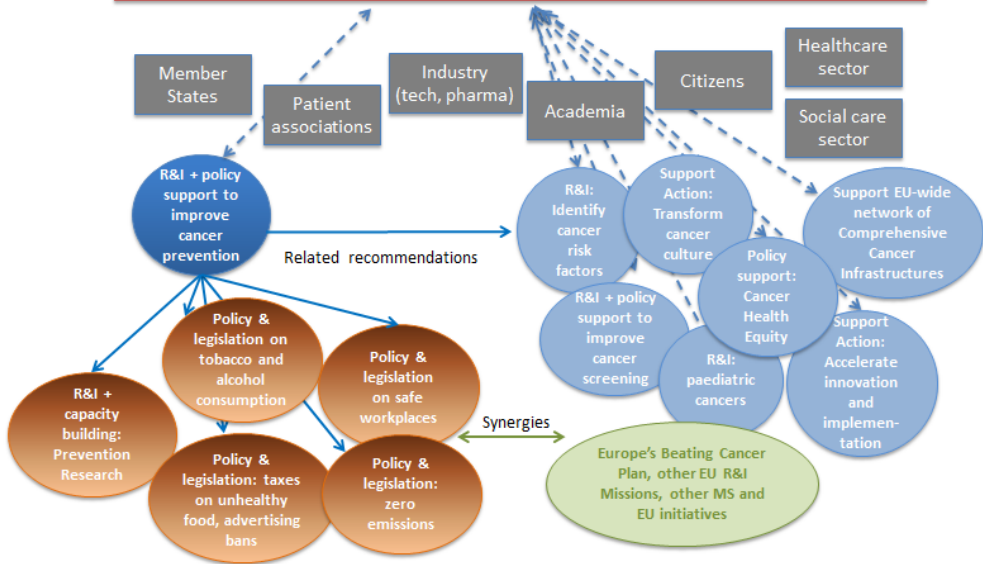 Member
States
Patient
associations
Industry
(tech, pharma)
Academia
Citizens
Healthcare
sector
Social care
sector
R&I + policy
support to
improve
cancer
prevention
Related recommendations
R&I:
Identify
cancer
risk
factors
Support
Action:
Transform
cancer
culture
Support EU-wide
network of
Comprehensive
Cancer
Infrastructures
Policy
support:
Cancer
Health
Equity
R&I + policy
support to
improve
cancer
screening
R&I:
paediatric
cancers
Support
Action:
Accelerate
innovation
and
implemen-
tation
Policy &
legislation on
tobacco and
alcohol
consumption
Policy &
legislation
on safe
workplaces
R&I +
capacity
building:
Prevention
Research
Policy &
legislation: taxes
on unhealthy
food, advertising
bans
Policy &
legislation:
zero
emissions
Synergies
Europe's Beating Cancer
Plan, other EU R&I
Missions, other MS and
EU initiatives